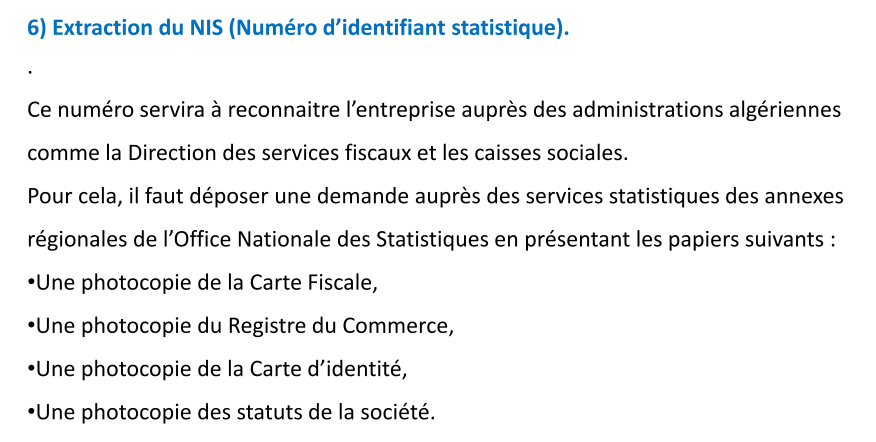 6) Extraction du NIS (Numéro d’identifiant statistique).
.
Ce numéro servira à reconnaitre l’entreprise auprès des administrations algériennes
comme la Direction des services fiscaux et les caisses sociales.
Pour cela, il faut déposer une demande auprès des services statistiques des annexes
régionales de l’Office Nationale des Statistiques en présentant les papiers suivants :
•Une photocopie de la Carte Fiscale,
•Une photocopie du Registre du Commerce,
•Une photocopie de la Carte d’identité,
•Une photocopie des statuts de la société.